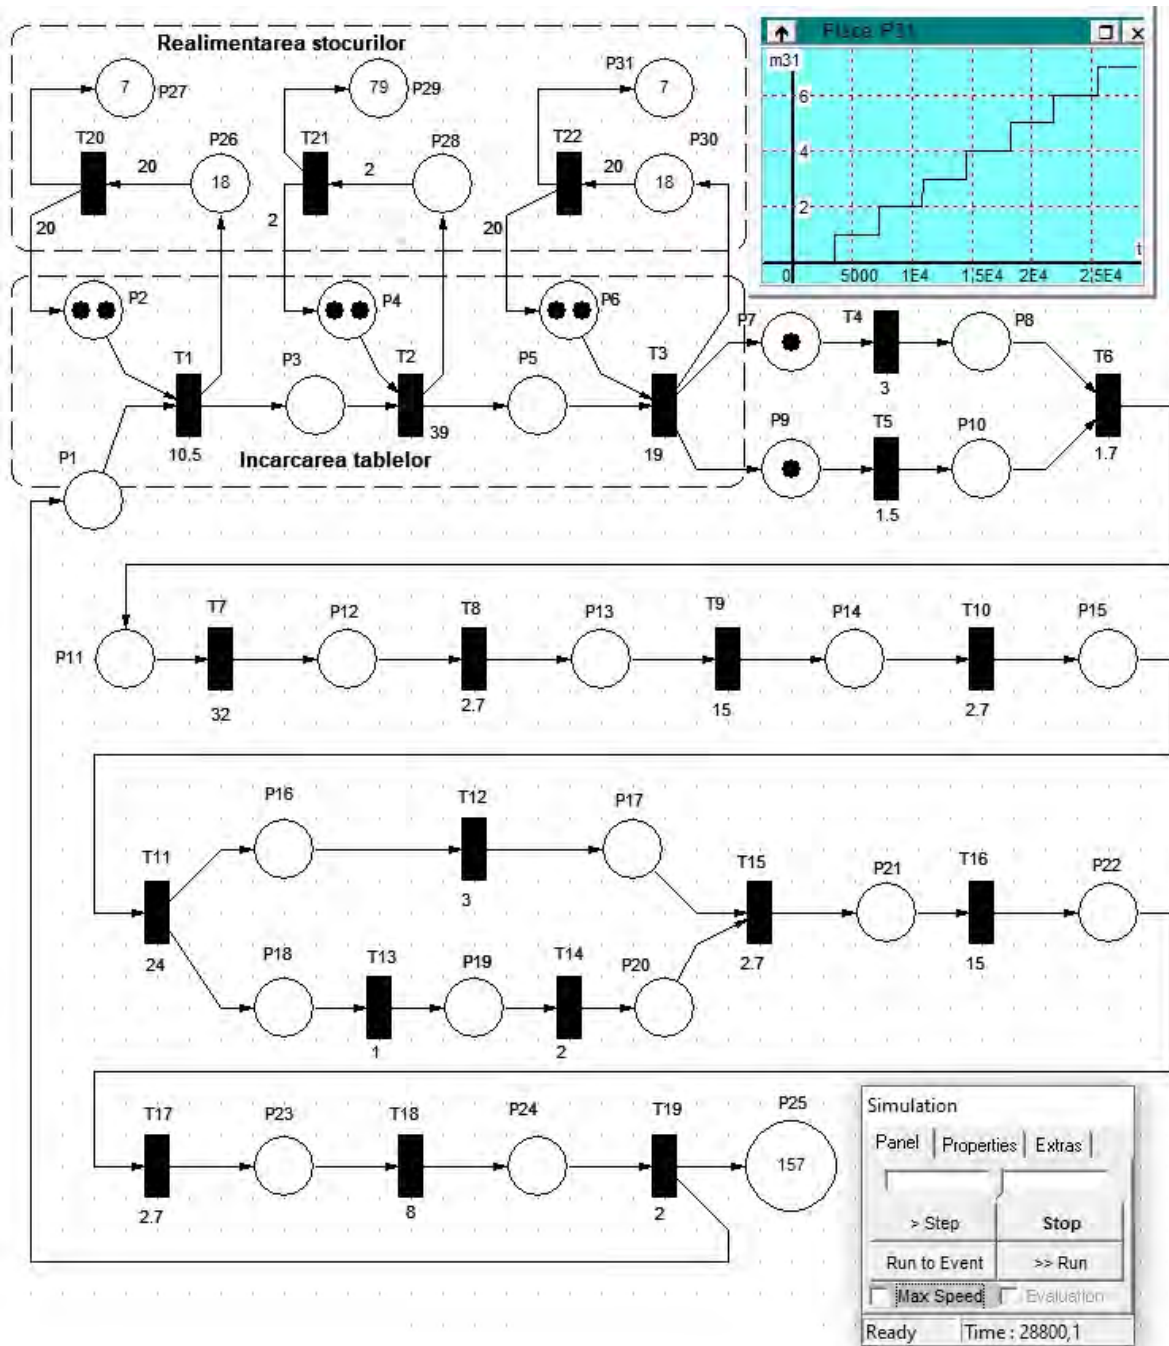 Realimentarea stocurilor
7
P27
T20
P26
20
18
20
79
P29
T21
P28
2
2
P31
7
T22
P30
20
18
20
Place P31
m31
6
4
2
0
5000
1E4
1,5E4
2E4
2,5E4
t
P2
P4
P6
T1
10.5
P3
T2
39
P5
T3
19
Incarcarea tablelor
P1
P7
T4
3
P8
T6
1.7
P9
T5
1.5
P10
P11
T7
32
P12
T8
2.7
P13
T9
15
P14
T10
2.7
P15
T11
24
P16
T12
3
P17
T15
2.7
P21
T16
15
P22
P18
T13
1
P19
T14
2
P20
T17
2.7
P23
T18
8
P24
T19
2
P25
157
Simulation
Panel
Properties
Extras
> Step
Stop
Run to Event
>> Run
Max Speed
Evaluation
Ready
Time : 28800,1